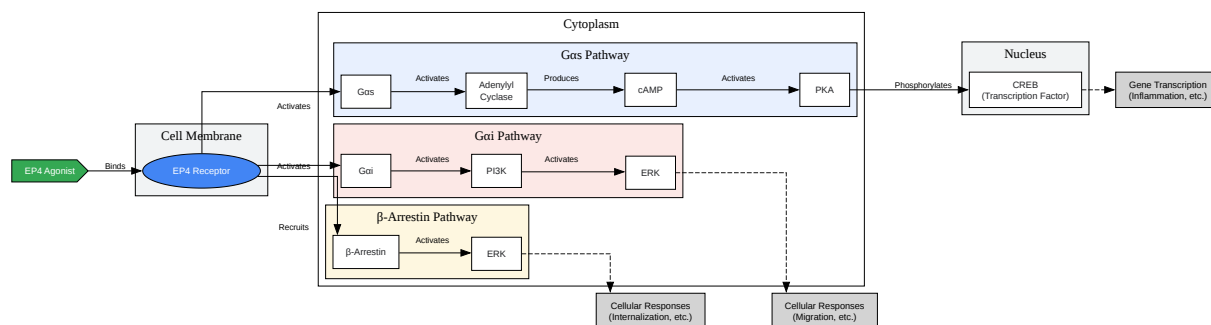 Cytoplasm
Gαs Pathway
Nucleus
Activates
Produces
Activates
Gαs
Adenylyl
Cyclase
cAMP
PKA
Phosphorylates
CREB
(Transcription Factor)
Gene Transcription
(Inflammation, etc.)
Activates
Cell Membrane
Gαi Pathway
EP4 Agonist
Binds
EP4 Receptor
Activates
Activates
Activates
Gαi
PI3K
ERK
Recruits
β-Arrestin Pathway
Activates
β-Arrestin
ERK
Cellular Responses
(Internalization, etc.)
Cellular Responses
(Migration, etc.)